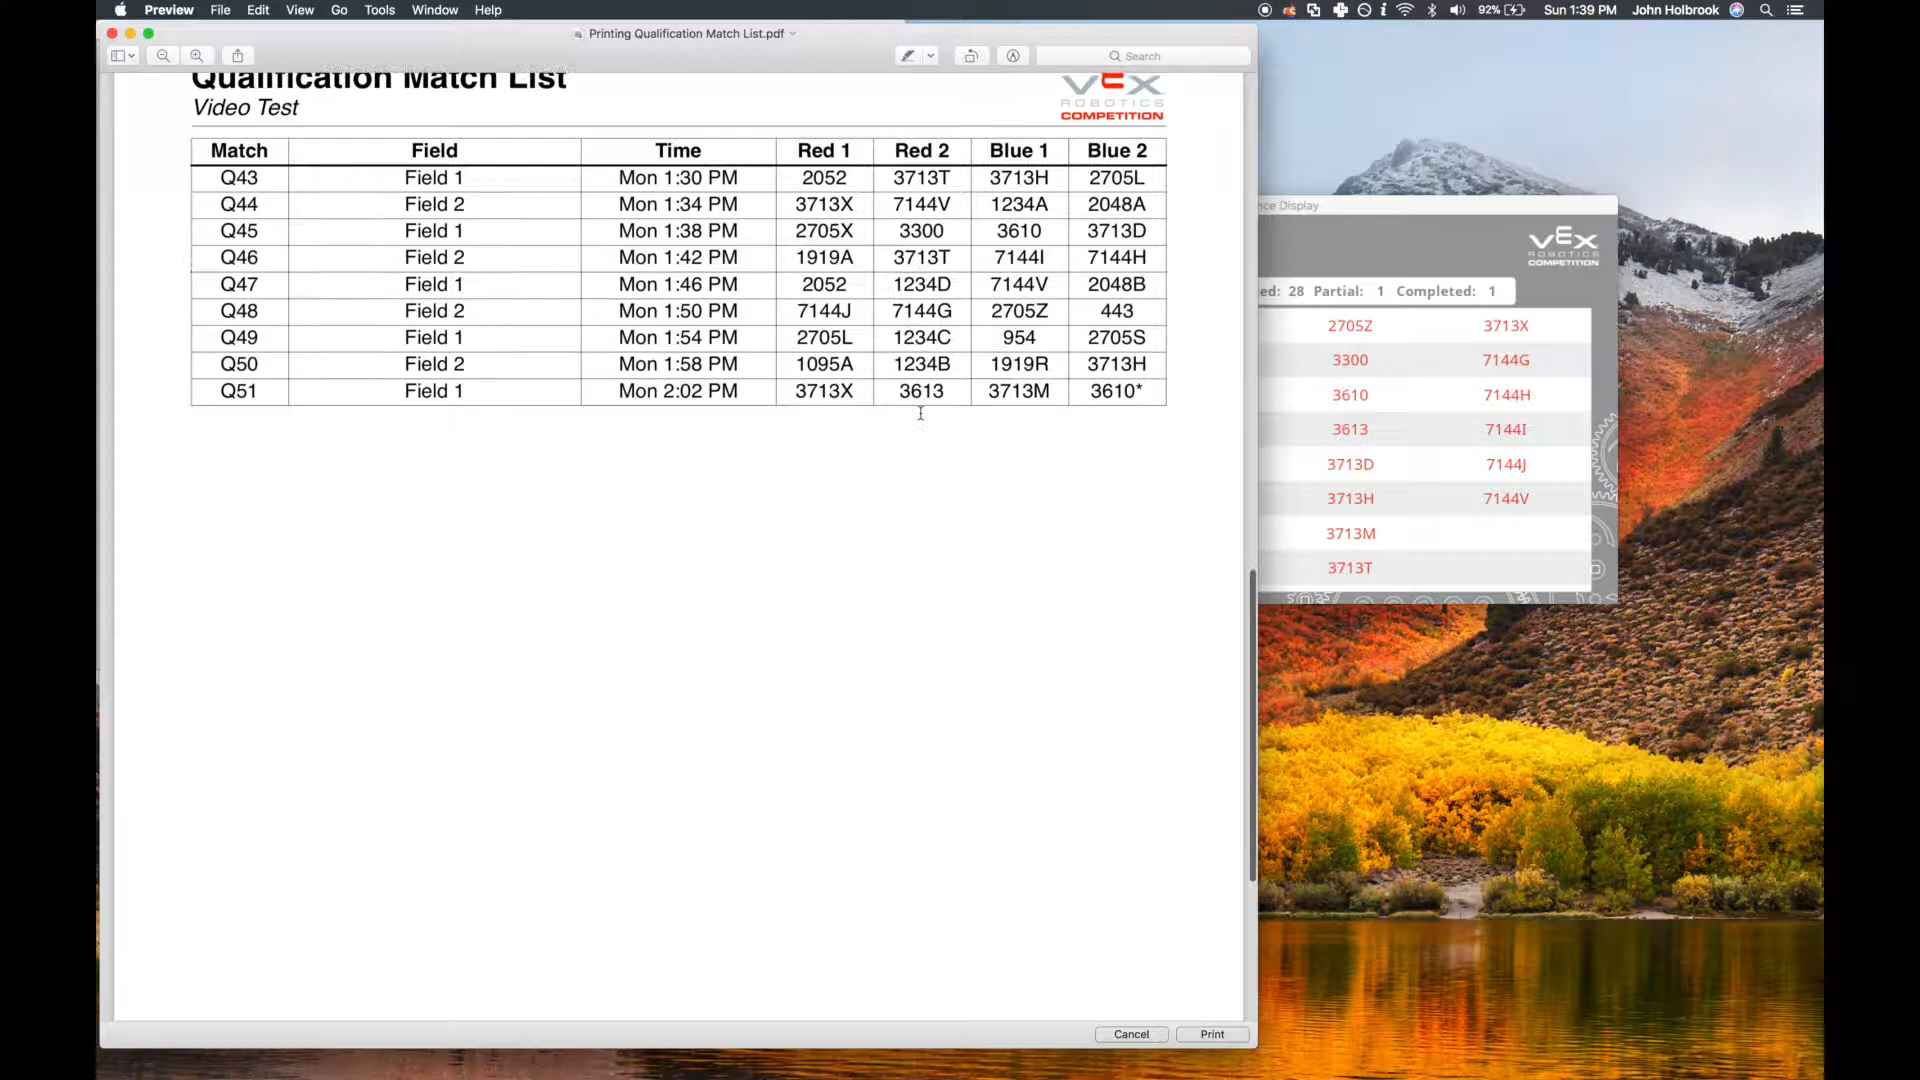 Preview File Edit View Go Tools Window Help 92% Sun 1:39 PM John Holbrook
Printing Qualification Match List.pdf
Search
Qualification Match List
Video Test
VEX
ROBOTICS
COMPETITION
Match Field Time Red 1 Red 2 Blue 1 Blue 2
Q43 Field 1 Mon 1:30 PM 2052 3713T 3713H 2705L
Q44 Field 2 Mon 1:34 PM 3713X 7144V 1234A 2048A
Q45 Field 1 Mon 1:38 PM 2705X 3300 3610 3713D
Q46 Field 2 Mon 1:42 PM 1919A 3713T 7144I 7144H
Q47 Field 1 Mon 1:46 PM 2052 1234D 7144V 2048B
Q48 Field 2 Mon 1:50 PM 7144J 7144G 2705Z 443
Q49 Field 1 Mon 1:54 PM 2705L 1234C 954 2705S
Q50 Field 2 Mon 1:58 PM 1095A 1234B 1919R 3713H
Q51 Field 1 Mon 2:02 PM 3713X 3613 3713M 3610*
Cancel Print
nce Display
VEX
ROBOTICS
COMPETITION
ed: 28 Partial: 1 Completed: 1
2705Z 3713X
3300 7144G
3610 7144H
3613 7144I
3713D 7144J
3713H 7144V
3713M
3713T